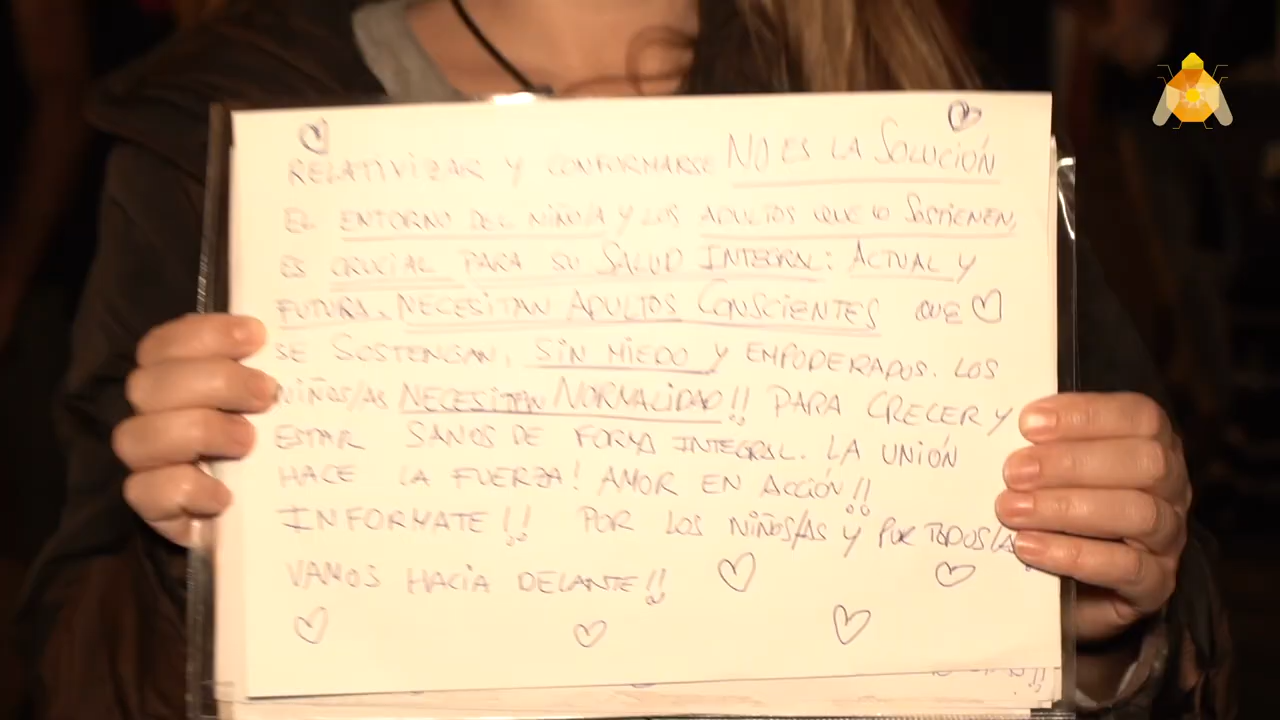 RELATIVIZAR Y CONFORMARSE NO ES LA SOLUCIÓN
EL ENTORNO DEL NIÑO/A Y LOS ADULTOS QUE LO SOSTIENEN,
ES CRUCIAL PARA SU SALUD INTEGRAL: ACTUAL Y
FUTURA. NECESITAN ADULTOS CONSCIENTES QUE
SE SOSTENGAN, SIN MIEDO Y EMPODERADOS. LOS
NIÑOS/AS NECESITAN NORMALIDAD!! PARA CRECER Y
ESTAR SANOS DE FORMA INTEGRAL. LA UNIÓN
HACE LA FUERZA! AMOR EN ACCIÓN!!
INFORMATE!! POR LOS NIÑOS/AS Y POR TODOS/A
VAMOS HACIA DELANTE!!